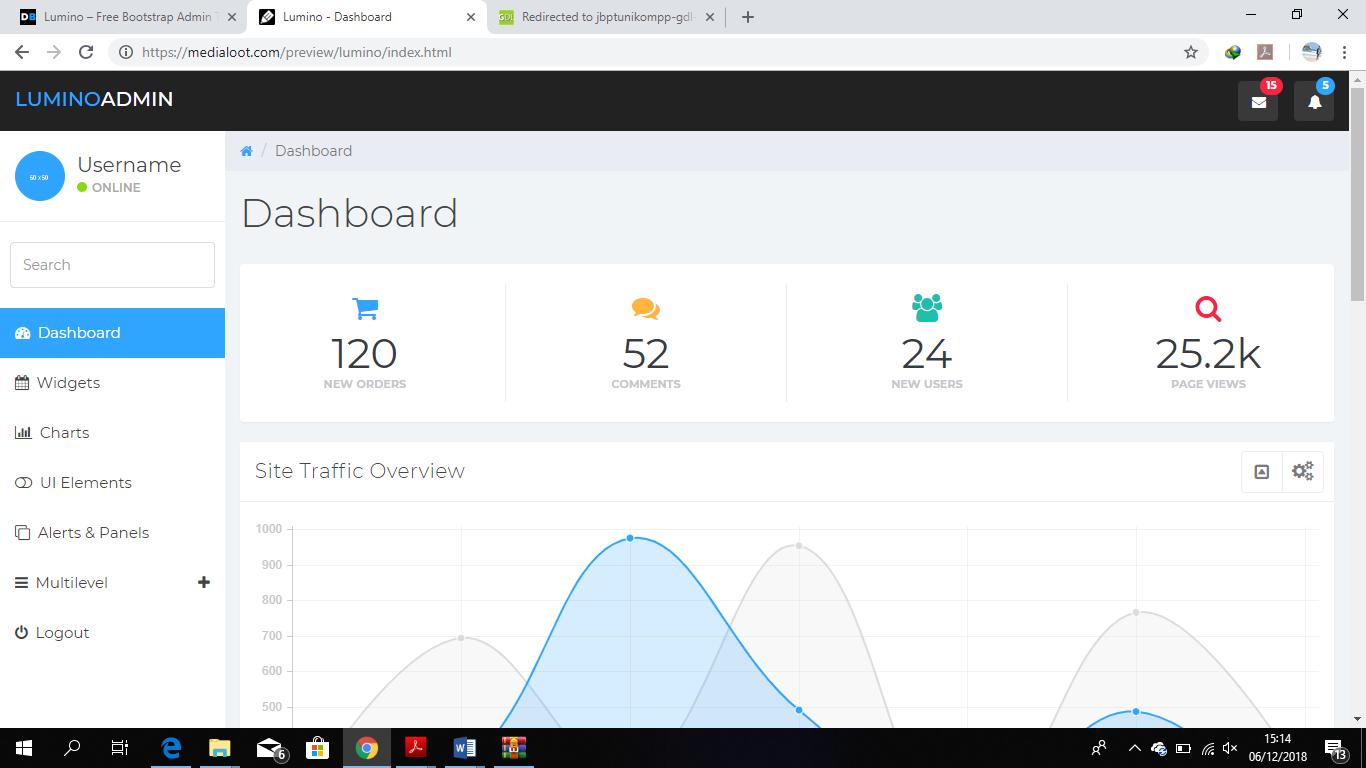 Lumino – Free Bootstrap Admin
Lumino - Dashboard
Redirected to jbptunikompp-gdl-
https://medialoot.com/preview/lumino/index.html
LUMINOADMIN
15
5
50 x 50
Username
ONLINE
Dashboard
Dashboard
Search
120
NEW ORDERS
52
COMMENTS
24
NEW USERS
25.2k
PAGE VIEWS
Dashboard
Widgets
Charts
UI Elements
Alerts & Panels
Multilevel
Logout
Site Traffic Overview
1000
900
800
700
600
500
6
15:14
06/12/2018
13